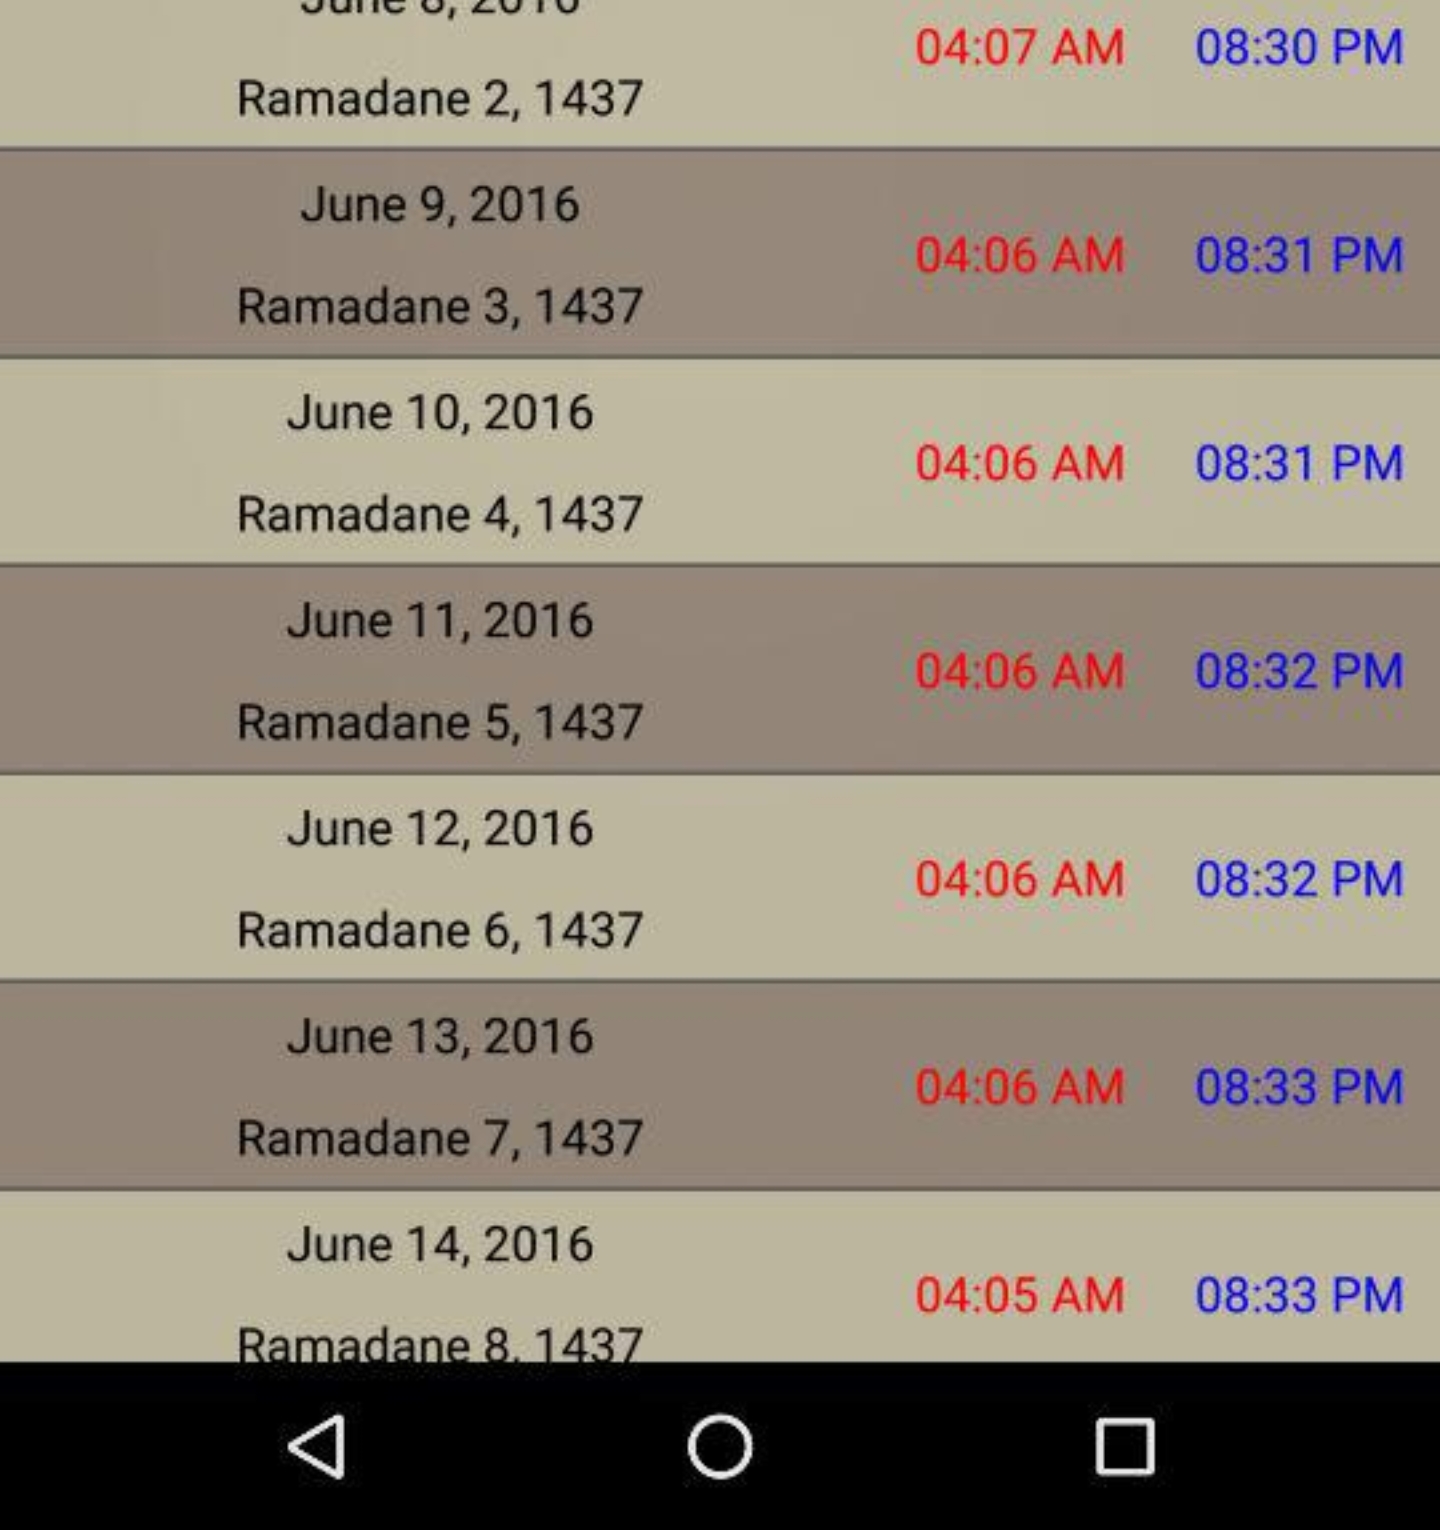 June 8, 2016
04:07 AM 08:30 PM
Ramadane 2, 1437
June 9, 2016
04:06 AM 08:31 PM
Ramadane 3, 1437
June 10, 2016
04:06 AM 08:31 PM
Ramadane 4, 1437
June 11, 2016
04:06 AM 08:32 PM
Ramadane 5, 1437
June 12, 2016
04:06 AM 08:32 PM
Ramadane 6, 1437
June 13, 2016
04:06 AM 08:33 PM
Ramadane 7, 1437
June 14, 2016
04:05 AM 08:33 PM
Ramadane 8, 1437